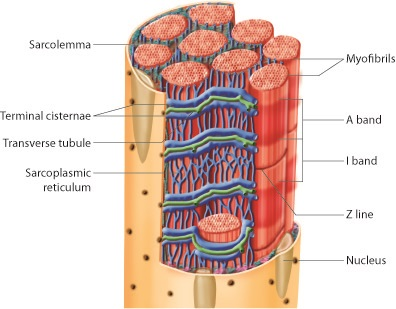 Sarcolemma
Myofibrils
Terminal cisternae
A band
Transverse tubule
I band
Sarcoplasmic
reticulum
Z line
Nucleus